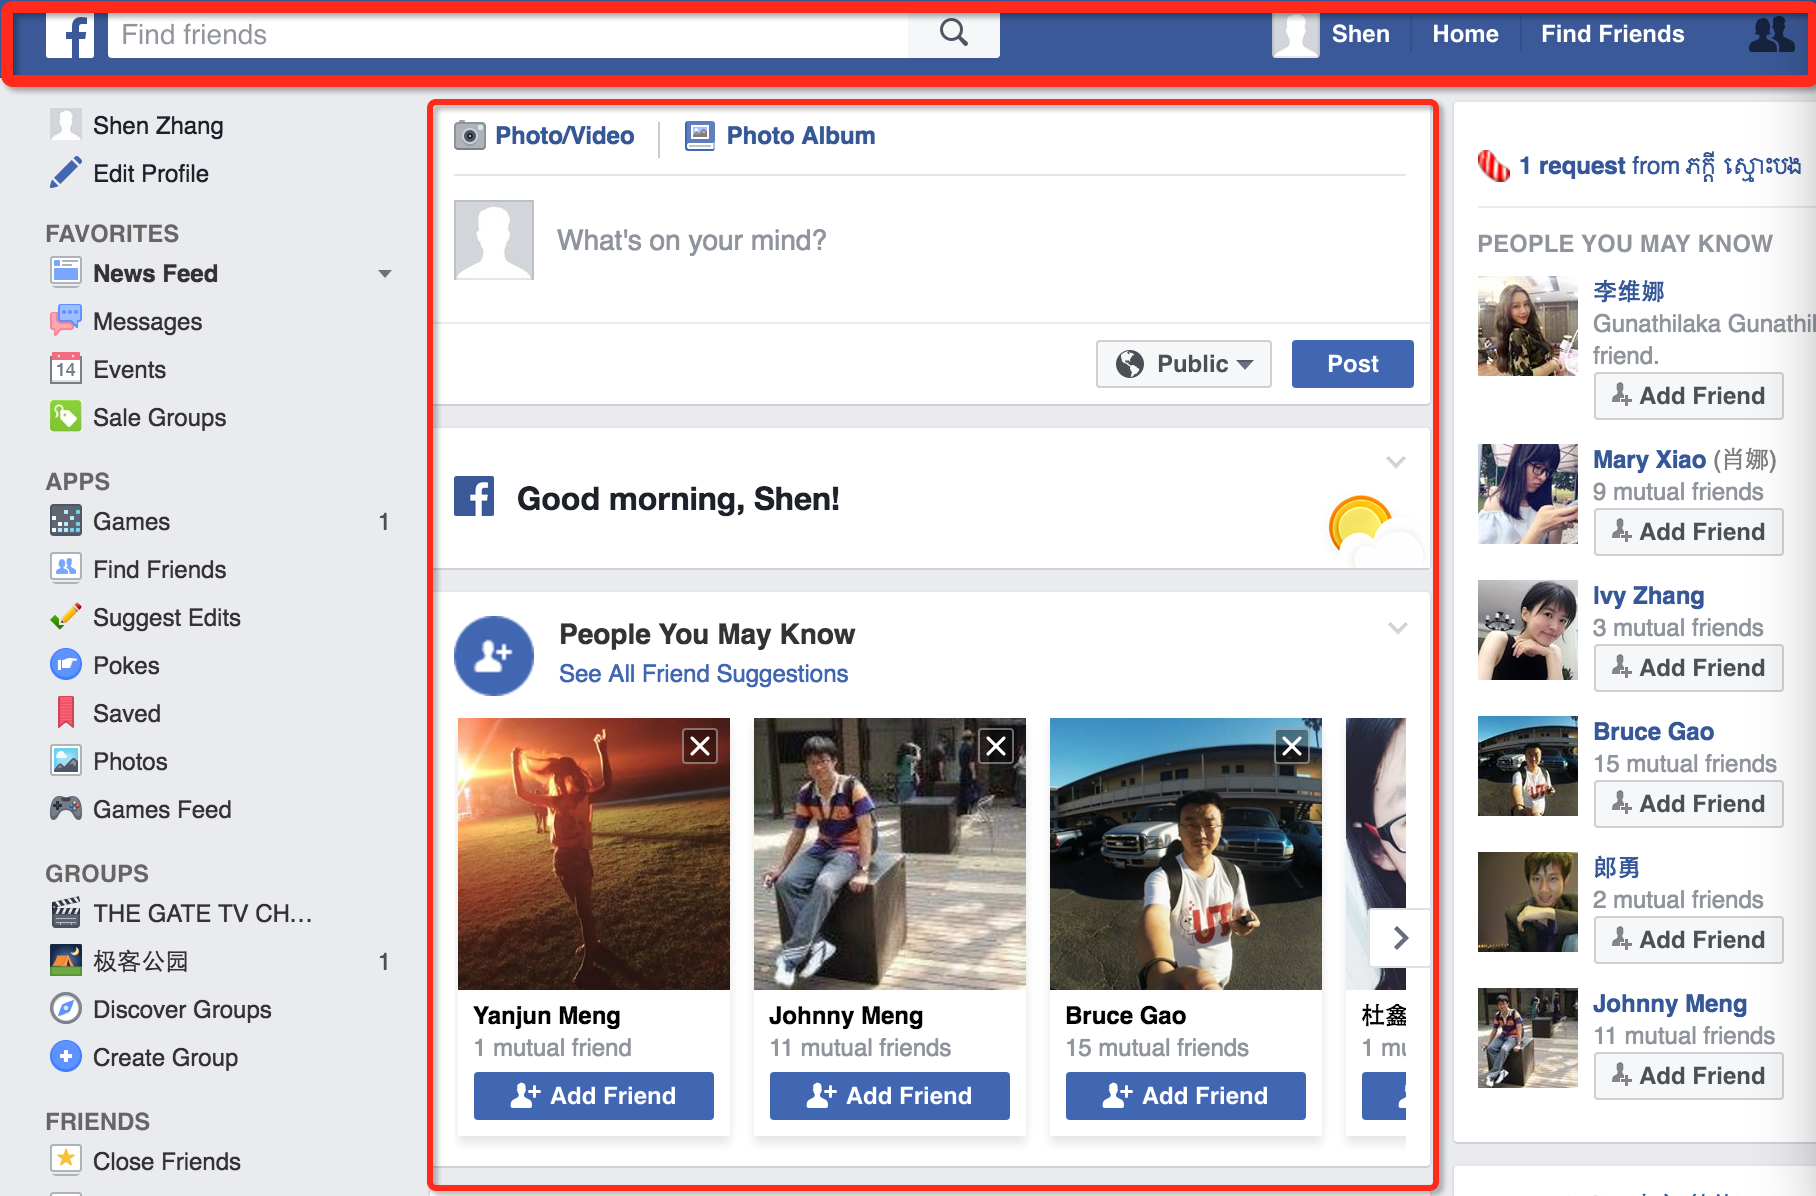 Find friends
Shen
Home
Find Friends
Shen Zhang
Edit Profile
FAVORITES
News Feed
Messages
14
Events
Sale Groups
APPS
Games 1
Find Friends
Suggest Edits
Pokes
Saved
Photos
Games Feed
GROUPS
THE GATE TV CH...
极客公园 1
Discover Groups
Create Group
FRIENDS
Close Friends
Photo/Video
Photo Album
What's on your mind?
Public
Post
Good morning, Shen!
People You May Know
See All Friend Suggestions
Yanjun Meng
1 mutual friend
Add Friend
Johnny Meng
11 mutual friends
Add Friend
Bruce Gao
15 mutual friends
Add Friend
杜鑫
1 mu
1 request from ភក្តី ស្មោះបង
PEOPLE YOU MAY KNOW
李维娜
Gunathilaka Gunathil
friend.
Add Friend
Mary Xiao (肖娜)
9 mutual friends
Add Friend
Ivy Zhang
3 mutual friends
Add Friend
Bruce Gao
15 mutual friends
Add Friend
郎勇
2 mutual friends
Add Friend
Johnny Meng
11 mutual friends
Add Friend